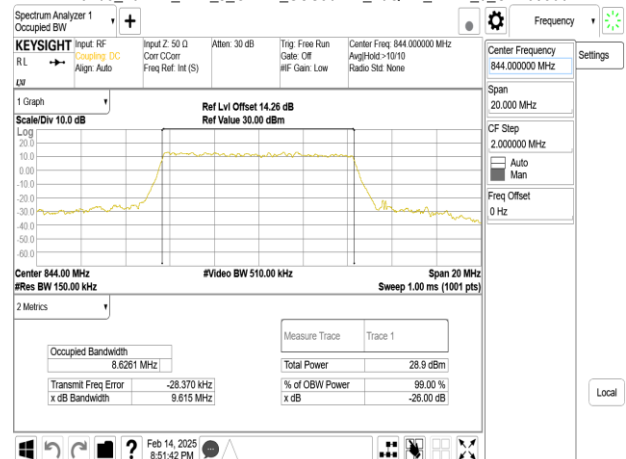 Spectrum Analyzer 1
Occupied BW
Frequency
KEYSIGHT
RL
LXI
Input: RF
Coupling: DC
Align: Auto
Input Z: 50 Ω
Corr CCorr
Freq Ref: Int (S)
Atten: 30 dB
Trig: Free Run
Gate: Off
#IF Gain: Low
Center Freq: 844.000000 MHz
Avg|Hold:>10/10
Radio Std: None
Center Frequency
844.000000 MHz
Settings
Span
20.000 MHz
CF Step
2.000000 MHz
Auto
Man
Freq Offset
0 Hz
1 Graph
Scale/Div 10.0 dB
Ref Lvl Offset 14.26 dB
Ref Value 30.00 dBm
Log
20.0
10.0
0.00
-10.0
-20.0
-30.0
-40.0
-50.0
-60.0
Center 844.00 MHz
#Video BW 510.00 kHz
Span 20 MHz
#Res BW 150.00 kHz
Sweep 1.00 ms (1001 pts)
2 Metrics
Measure Trace Trace 1
Occupied Bandwidth
8.6261 MHz
Total Power 28.9 dBm
Transmit Freq Error -28.370 kHz
% of OBW Power 99.00 %
x dB Bandwidth 9.615 MHz
x dB -26.00 dB
Local
?
Feb 14, 2025
8:51:42 PM